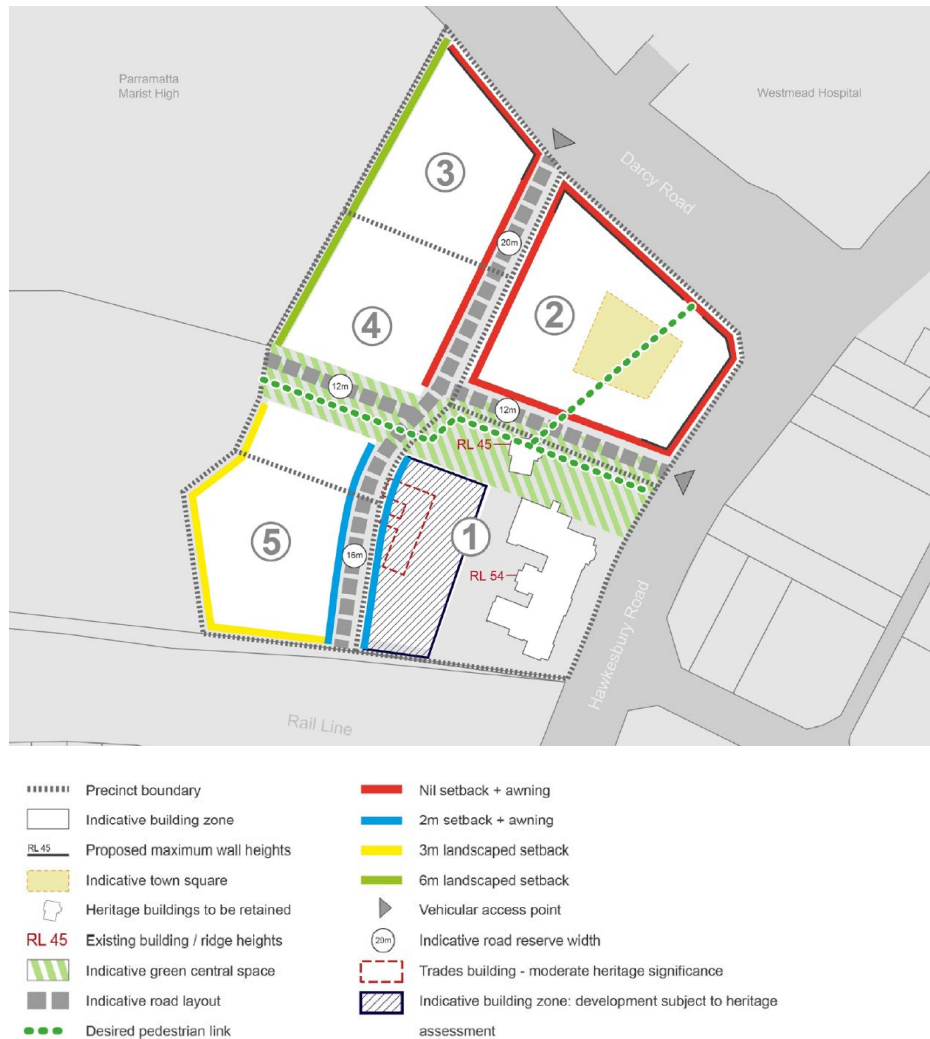 Parramatta
Marist High
Westmead Hospital
Darcy Road
3
20m
2
4
12m
12m
RL 45
1
5
16m
RL 54
Hawkesbury Road
Rail Line
Precinct boundary
Indicative building zone
RL 45 Proposed maximum wall heights
Indicative town square
Heritage buildings to be retained
RL 45 Existing building / ridge heights
Indicative green central space
Indicative road layout
Desired pedestrian link
Nil setback + awning
2m setback + awning
3m landscaped setback
6m landscaped setback
Vehicular access point
20m Indicative road reserve width
Trades building - moderate heritage significance
Indicative building zone: development subject to heritage
assessment